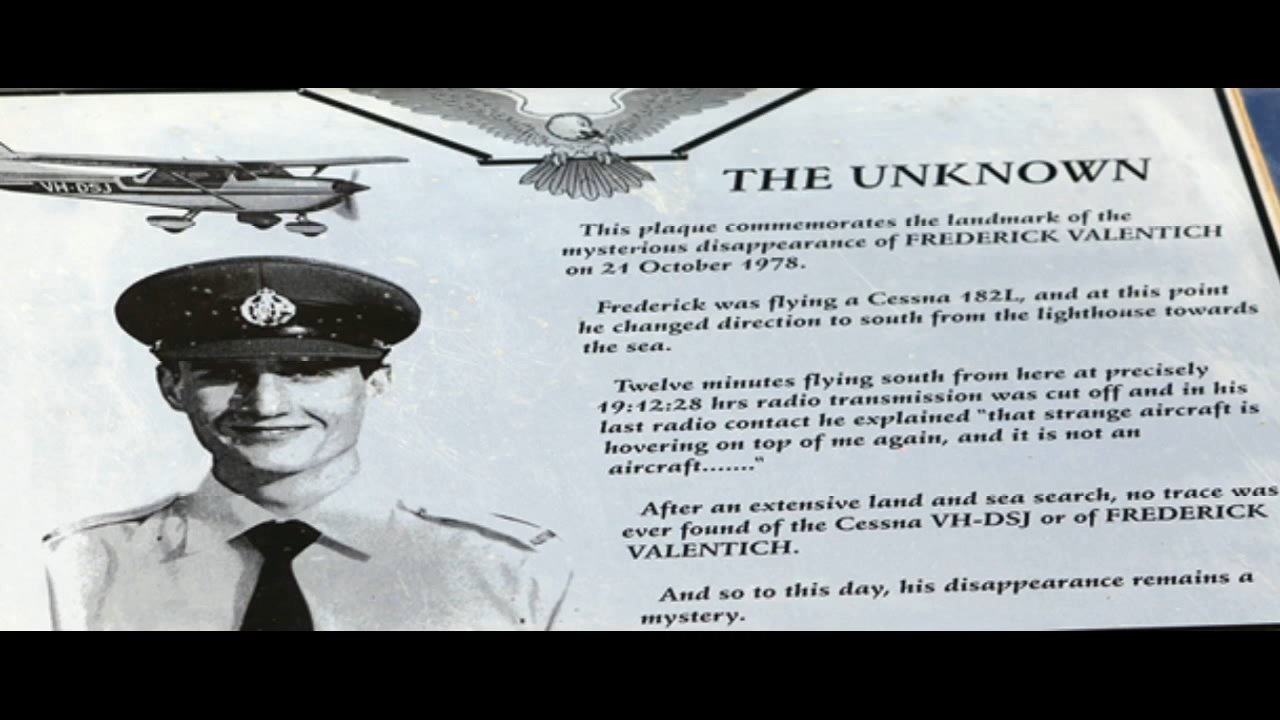 VH-DSJ
THE UNKNOWN
This plaque commemorates the landmark of the
mysterious disappearance of FREDERICK VALENTICH
on 21 October 1978.
Frederick was flying a Cessna 182L, and at this point
he changed direction to south from the lighthouse towards
the sea.
Twelve minutes flying south from here at precisely
19:12:28 hrs radio transmission was cut off and in his
last radio contact he explained "that strange aircraft is
hovering on top of me again, and it is not an
aircraft......."
After an extensive land and sea search, no trace was
ever found of the Cessna VH-DSJ or of FREDERICK
VALENTICH.
And so to this day, his disappearance remains a
mystery.